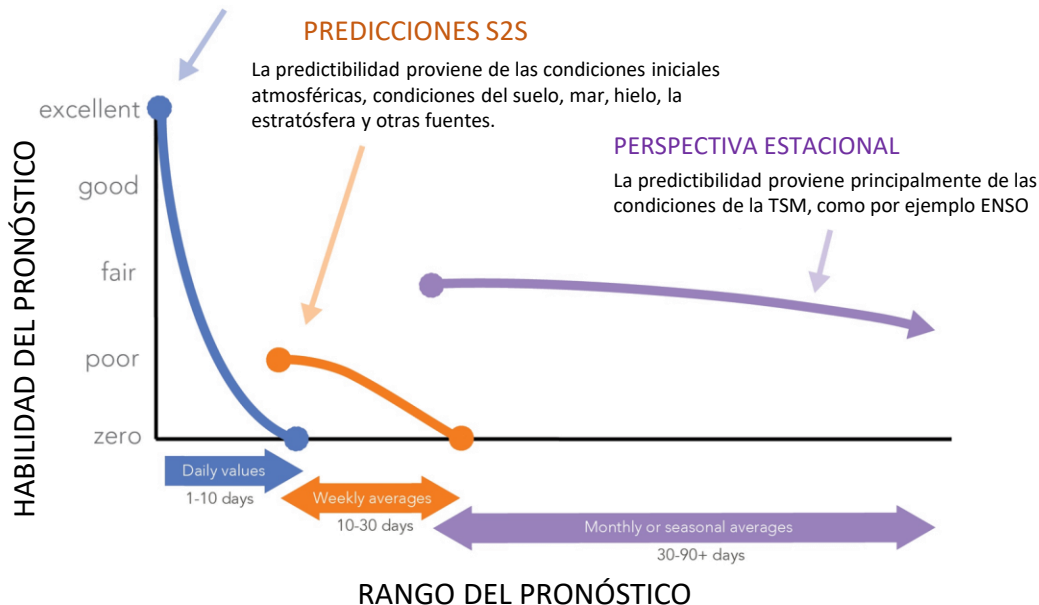 PREDICCIONES S2S
La predictibilidad proviene de las condiciones iniciales
atmosféricas, condiciones del suelo, mar, hielo, la
estratósfera y otras fuentes.
PERSPECTIVA ESTACIONAL
La predictibilidad proviene principalmente de las
condiciones de la TSM, como por ejemplo ENSO
HABILIDAD DEL PRONÓSTICO
excellent
good
fair
poor
zero
Daily values
1-10 days
Weekly averages
10-30 days
Monthly or seasonal averages
30-90+ days
RANGO DEL PRONÓSTICO